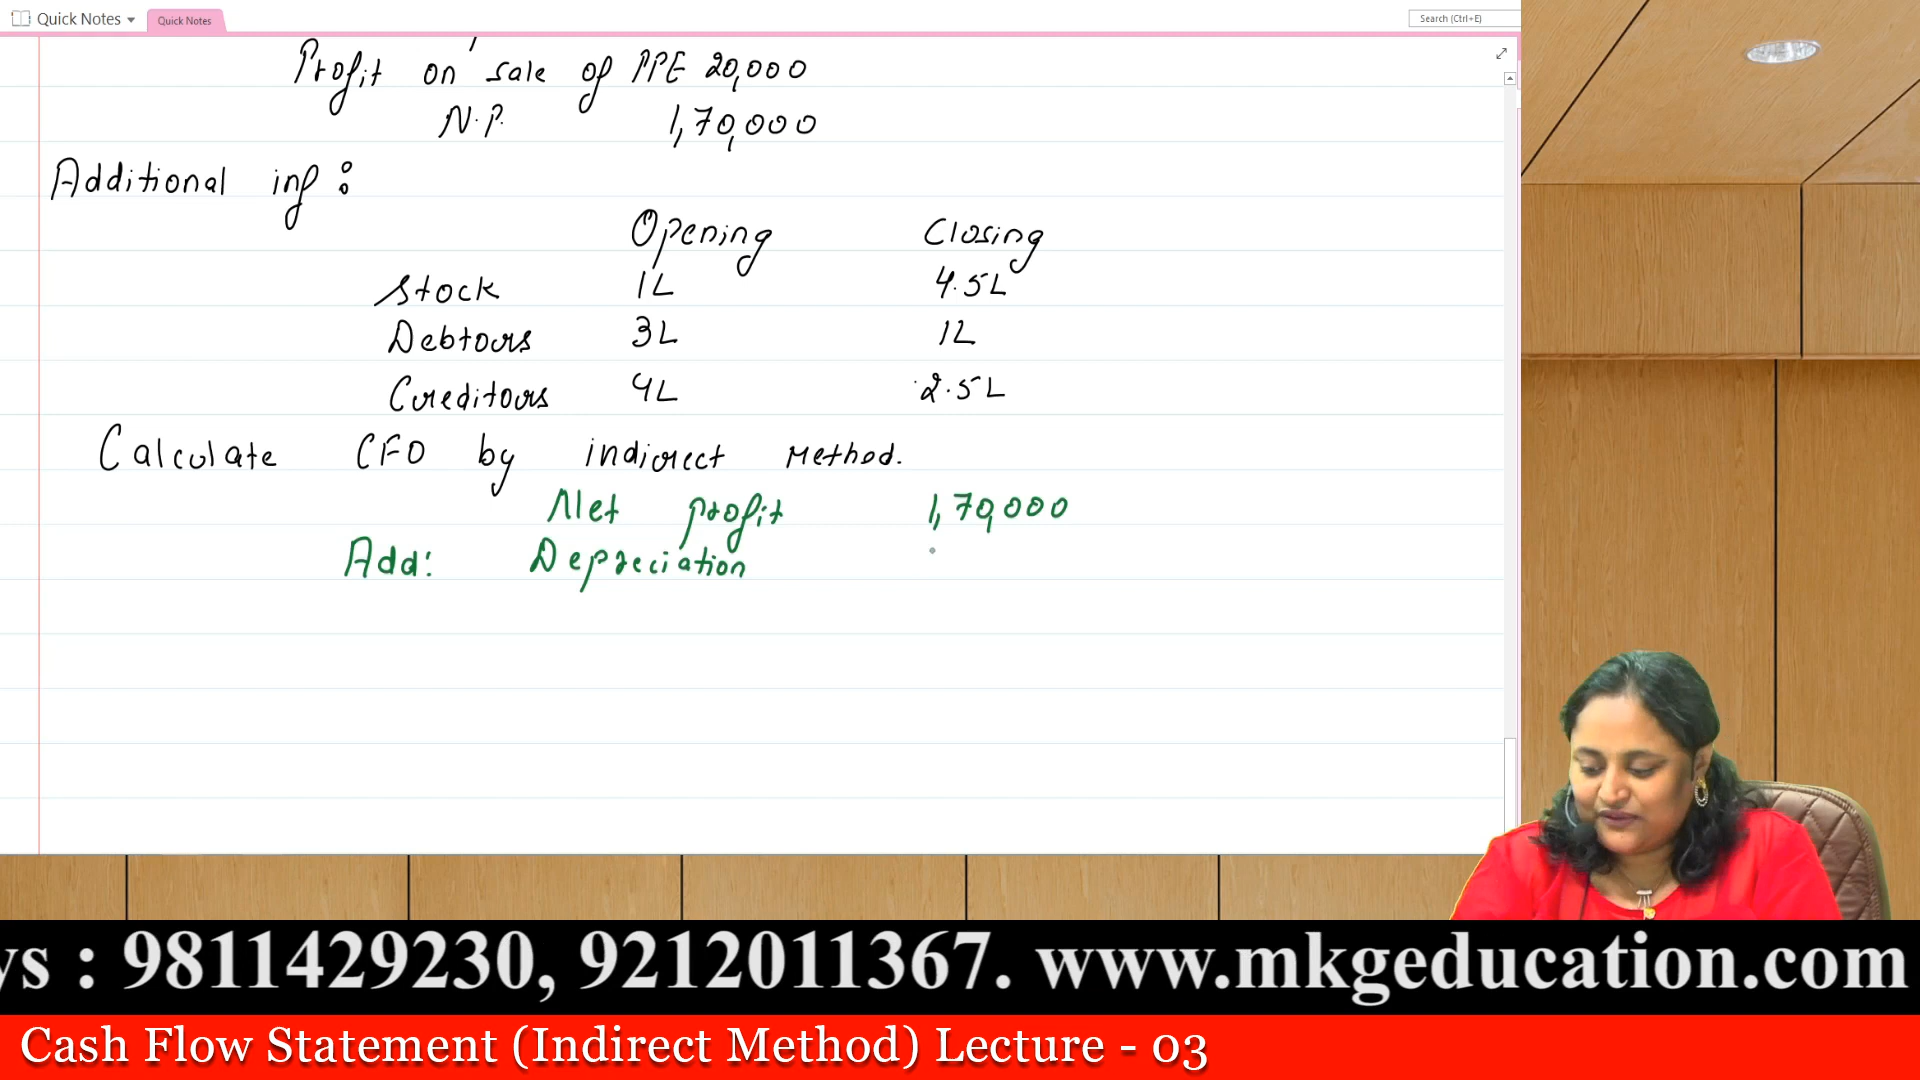 Quick Notes
Quick Notes
Search (Ctrl+E)
Profit on sale of PPE 20,000
N.P. 1,70,000
Additional inf :
Opening Closing
Stock 1L 4.5L
Debtors 3L 1L
Creditors 4L 2.5L
Calculate CFO by indirect Method.
Net profit 1,70,000
Add: Depreciation
ys : 9811429230, 9212011367. www.mkgeducation.com
Cash Flow Statement (Indirect Method) Lecture - 03